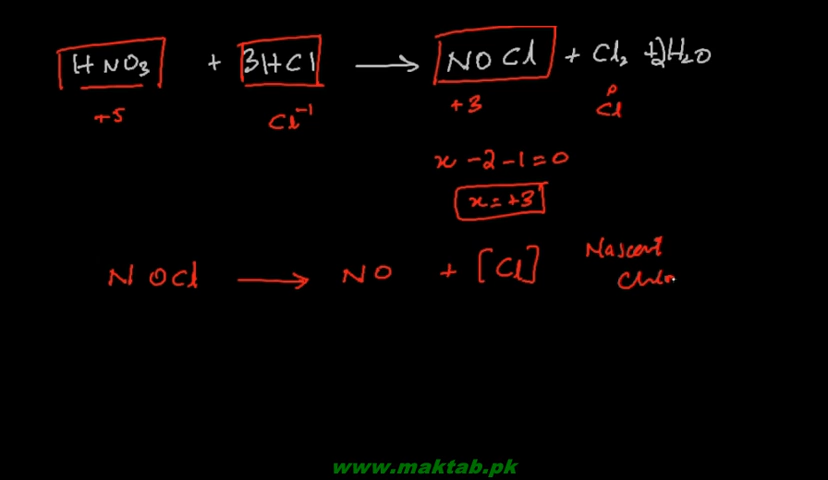 HNO₃ + 3HCl → NOCl + Cl₂ + 2H₂O
+5 Cl⁻¹ +3 Cl⁰
x - 2 - 1 = 0
x = +3
NOCl → NO + [Cl] Nascent
Chlo
www.maktab.pk